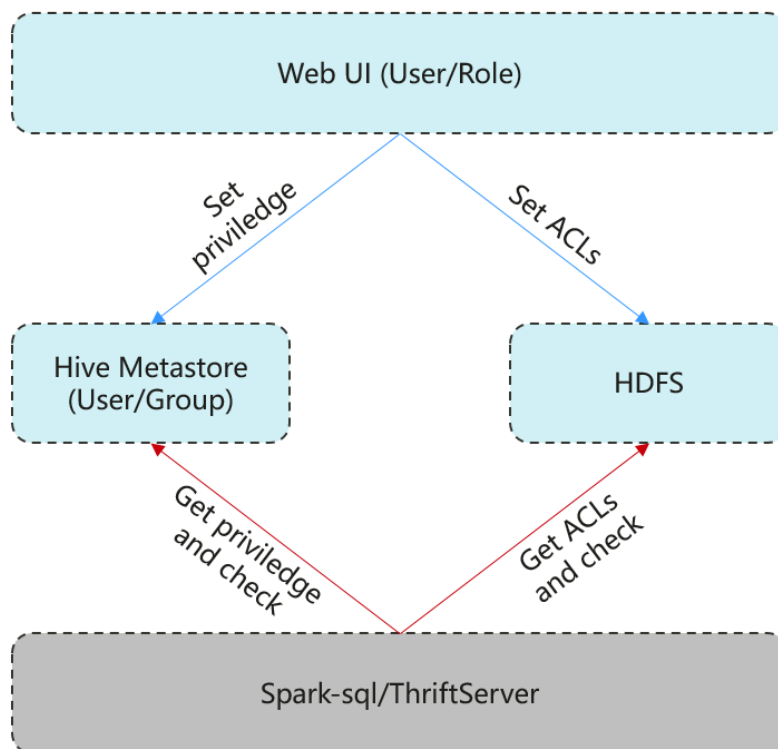 Web UI (User/Role)
Set
priviledge
Set ACLs
Hive Metastore
(User/Group)
HDFS
Get priviledge
and check
Get ACLs
and check
Spark-sql/ThriftServer